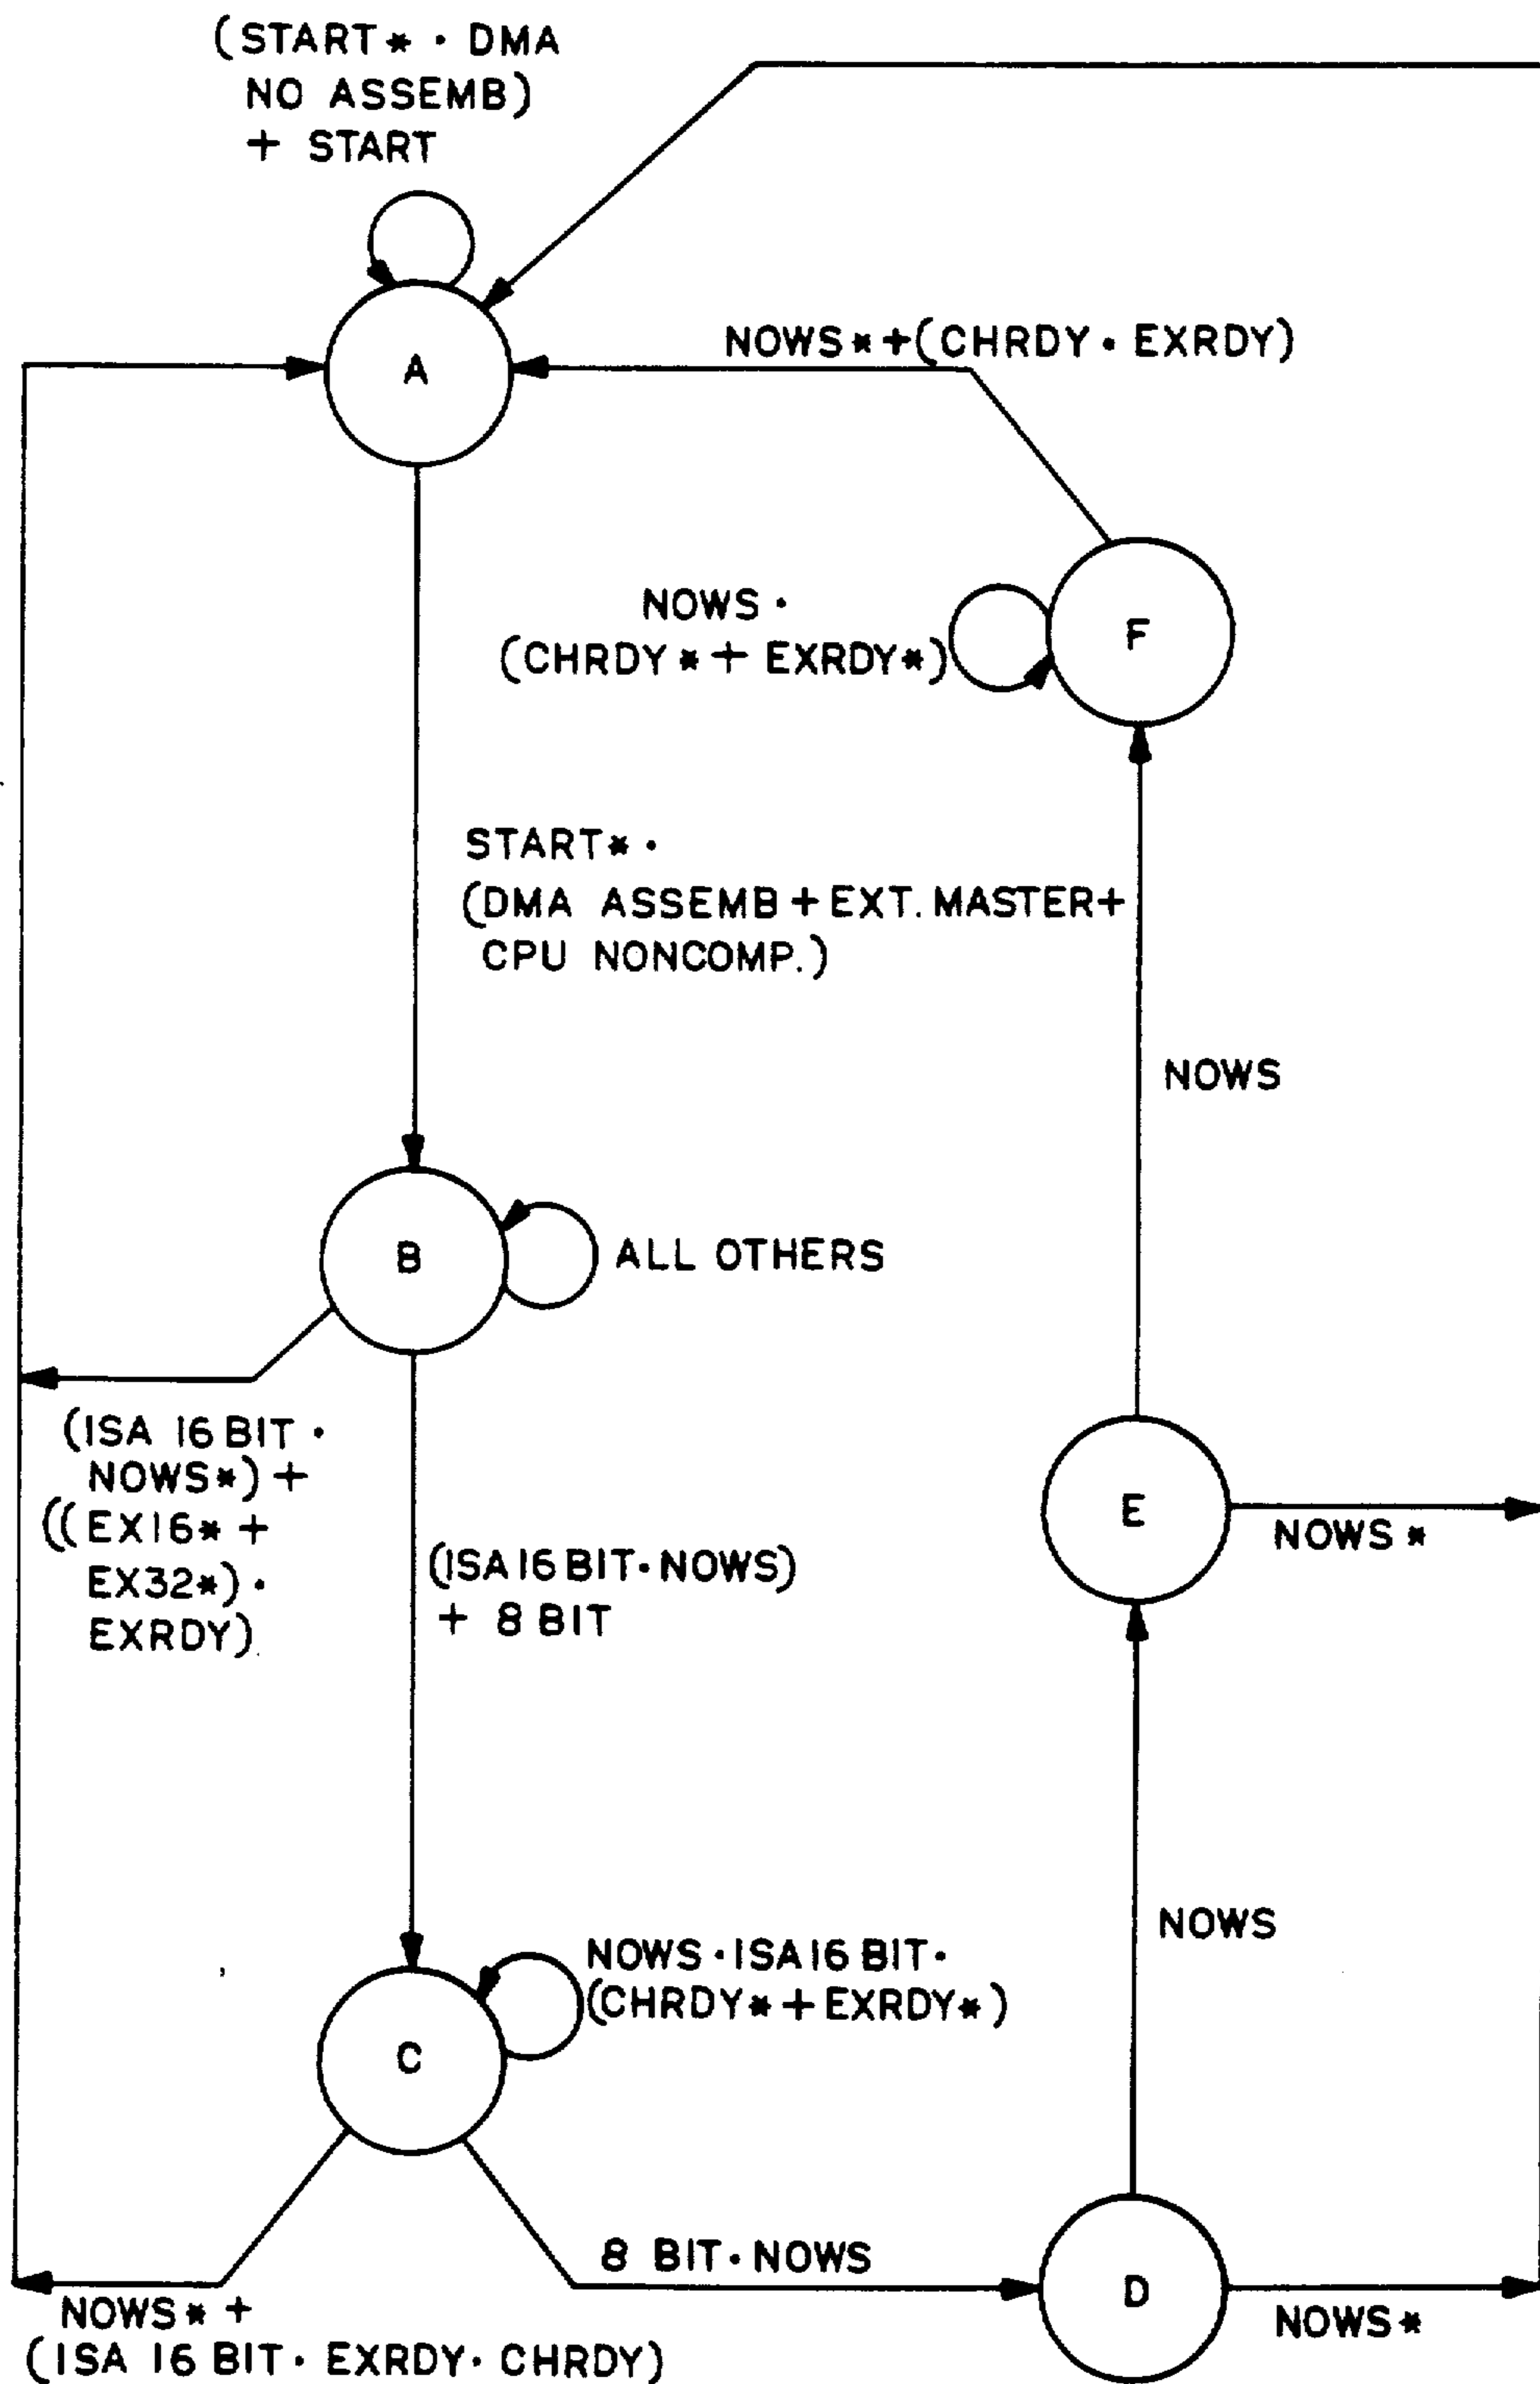 (START* · DMA
NO ASSEMB)
+ START
A
NOWS*+(CHRDY · EXRDY)
NOWS ·
(CHRDY* + EXRDY*)
F
START* ·
(DMA ASSEMB + EXT. MASTER+
CPU NONCOMP.)
NOWS
B
ALL OTHERS
(ISA 16 BIT ·
NOWS*) +
((EX16* +
EX32*) ·
EXRDY)
(ISA 16 BIT · NOWS)
+ 8 BIT
E
NOWS*
NOWS
NOWS · ISA 16 BIT ·
(CHRDY* + EXRDY*)
C
8 BIT · NOWS
D
NOWS*
NOWS* +
(ISA 16 BIT · EXRDY · CHRDY)